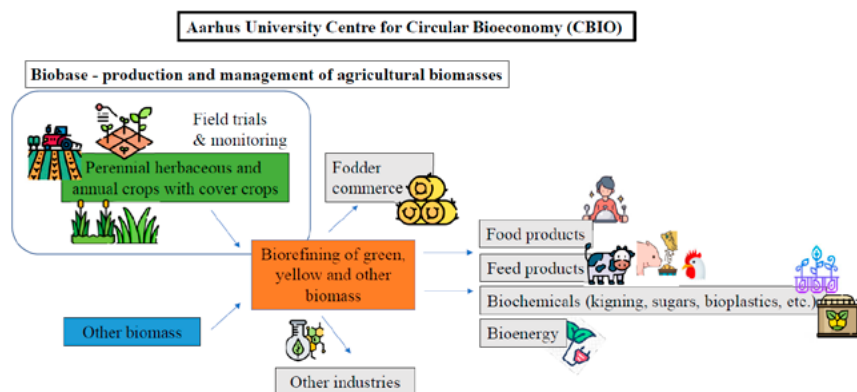 Aarhus University Centre for Circular Bioeconomy (CBIO)
Biobase - production and management of agricultural biomasses
Field trials
& monitoring
Perennial herbaceous and
annual crops with cover crops
Fodder
commerce
Biorefining of green,
yellow and other
biomass
Food products
Feed products
Biochemicals (kigning, sugars, bioplastics, etc.)
Bioenergy
Other biomass
Other industries